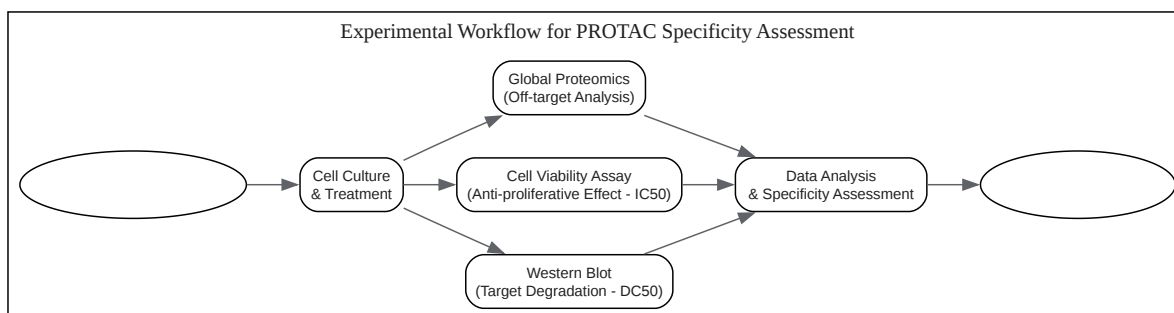 Experimental Workflow for PROTAC Specificity Assessment
Global Proteomics
(Off-target Analysis)
Cell Culture
& Treatment
Cell Viability Assay
(Anti-proliferative Effect - IC50)
Data Analysis
& Specificity Assessment
Western Blot
(Target Degradation - DC50)